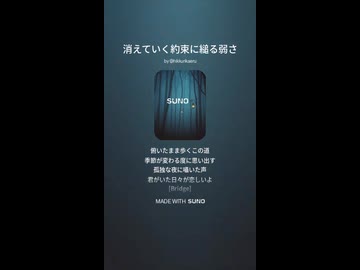 消えていく約束に縋る弱さ
SUNO
俯いたまま歩くこの道
季節が変わる度に思い出す
孤独な夜に囁いた声
君がいた日々が恋しいよ
[Bridge]
MADE WITH SUNO